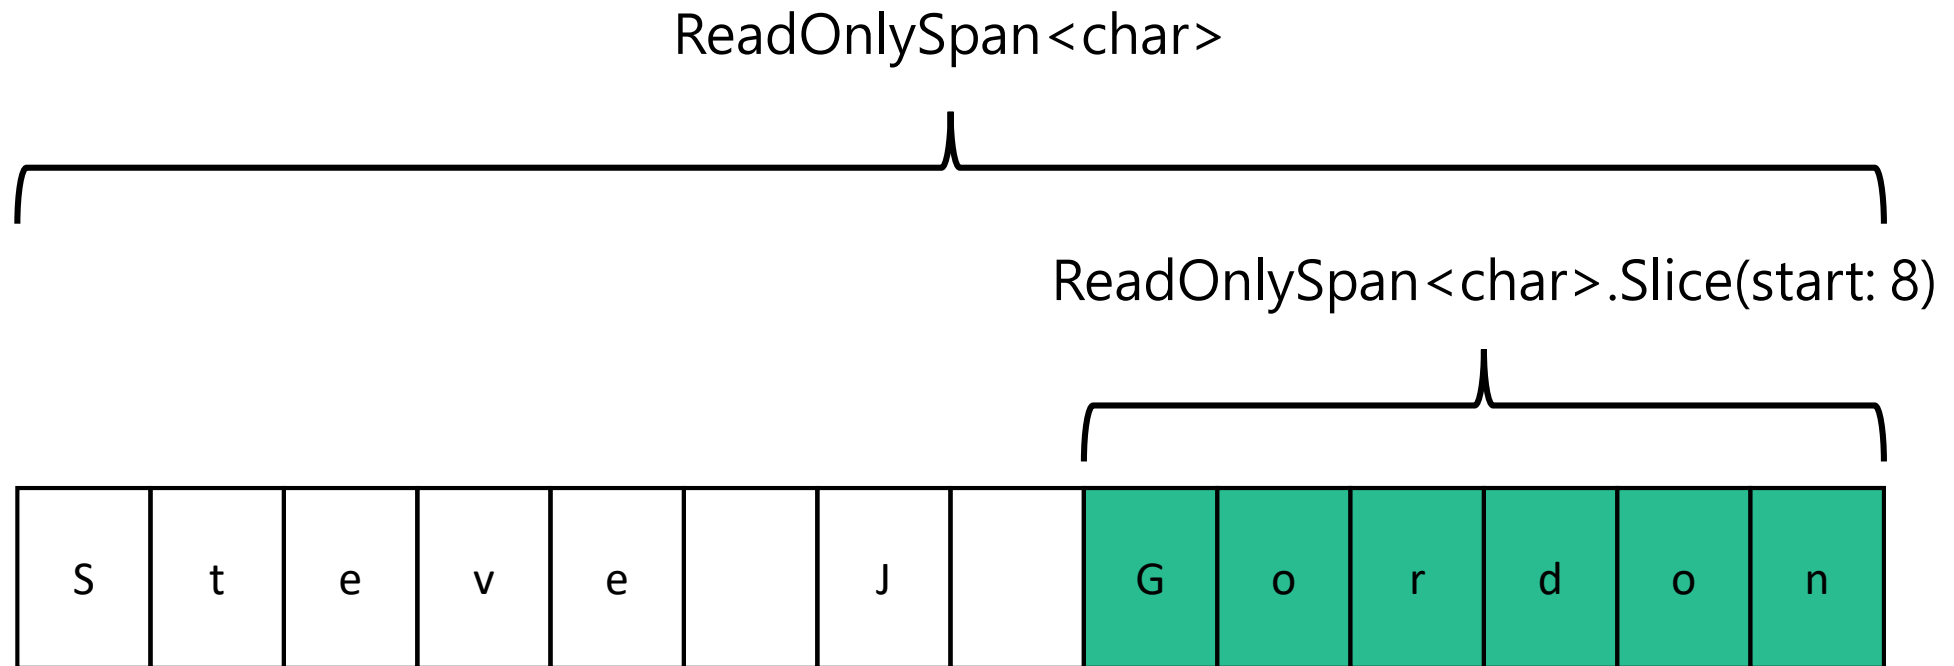 ReadOnlySpan<char>
ReadOnlySpan<char>.Slice(start: 8)
S t e v e J G o r d o n